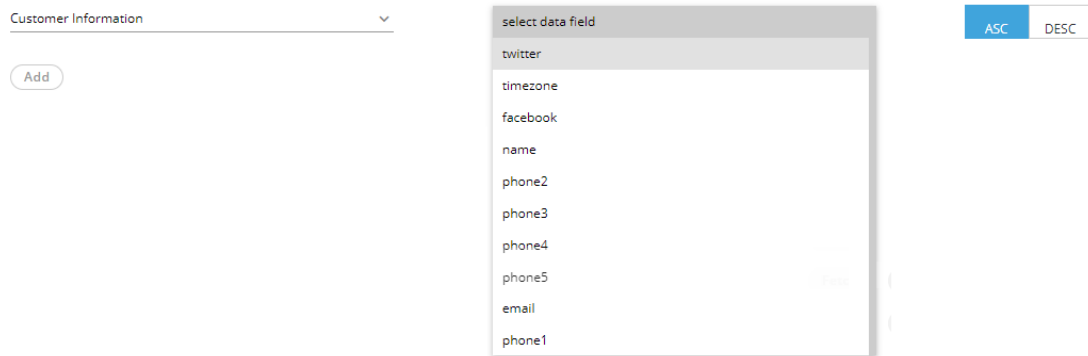 Customer Information
select data field
ASC
DESC
twitter
Add
timezone
facebook
name
phone2
phone3
phone4
phone5
email
phone1